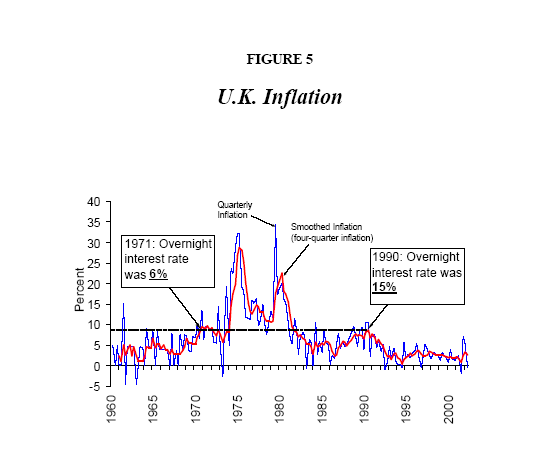 FIGURE 5
U.K. Inflation
Quarterly
Inflation
Smoothed Inflation
(four-quarter inflation)
1971: Overnight
interest rate
was 6%
1990: Overnight
interest rate was
15%
Percent
40
35
30
25
20
15
10
5
0
-5
1960
1965
1970
1975
1980
1985
1990
1995
2000